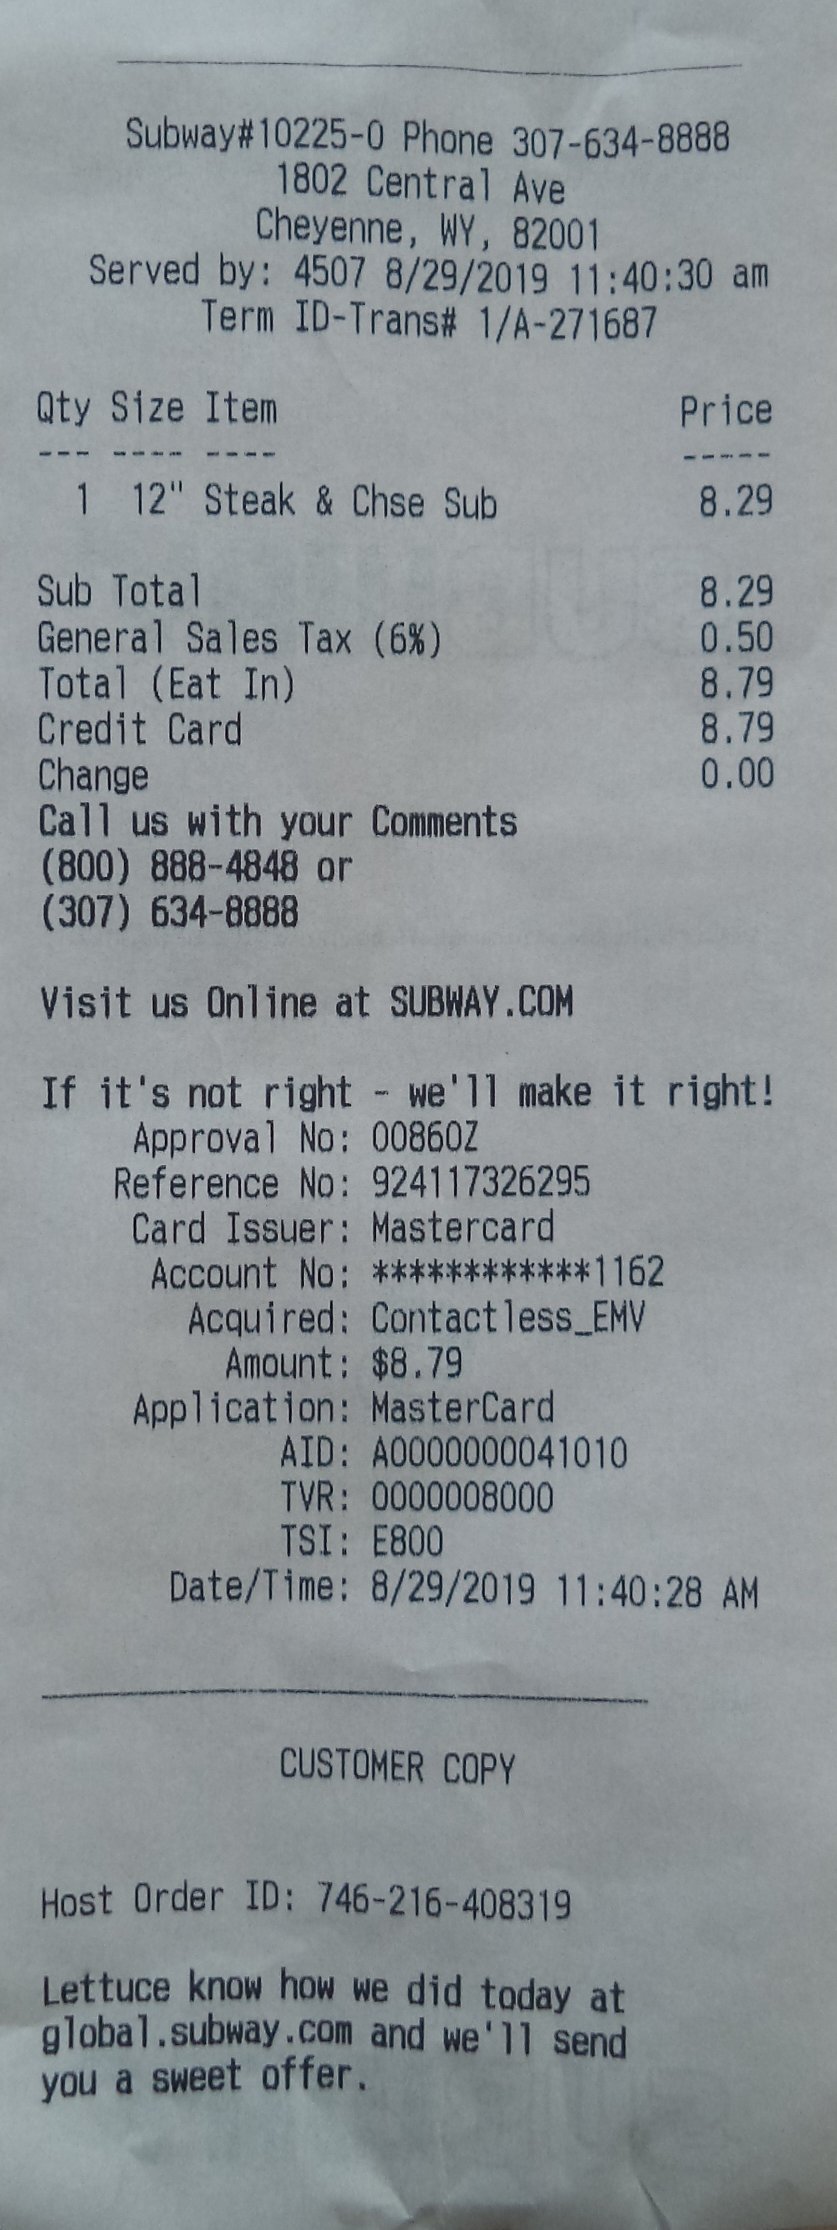 Subway#10225-0 Phone 307-634-8888
1802 Central Ave
Cheyenne, WY, 82001
Served by: 4507 8/29/2019 11:40:30 am
Term ID-Trans# 1/A-271687
Qty Size Item Price
--- ---- ---- -----
1 12" Steak & Chse Sub 8.29
Sub Total 8.29
General Sales Tax (6%) 0.50
Total (Eat In) 8.79
Credit Card 8.79
Change 0.00
Call us with your Comments
(800) 888-4848 or
(307) 634-8888
Visit us Online at SUBWAY.COM
If it's not right - we'll make it right!
Approval No: 00860Z
Reference No: 924117326295
Card Issuer: Mastercard
Account No: ************1162
Acquired: Contactless_EMV
Amount: $8.79
Application: MasterCard
AID: A0000000041010
TVR: 0000008000
TSI: E800
Date/Time: 8/29/2019 11:40:28 AM
CUSTOMER COPY
Host Order ID: 746-216-408319
Lettuce know how we did today at
global.subway.com and we'll send
you a sweet offer.